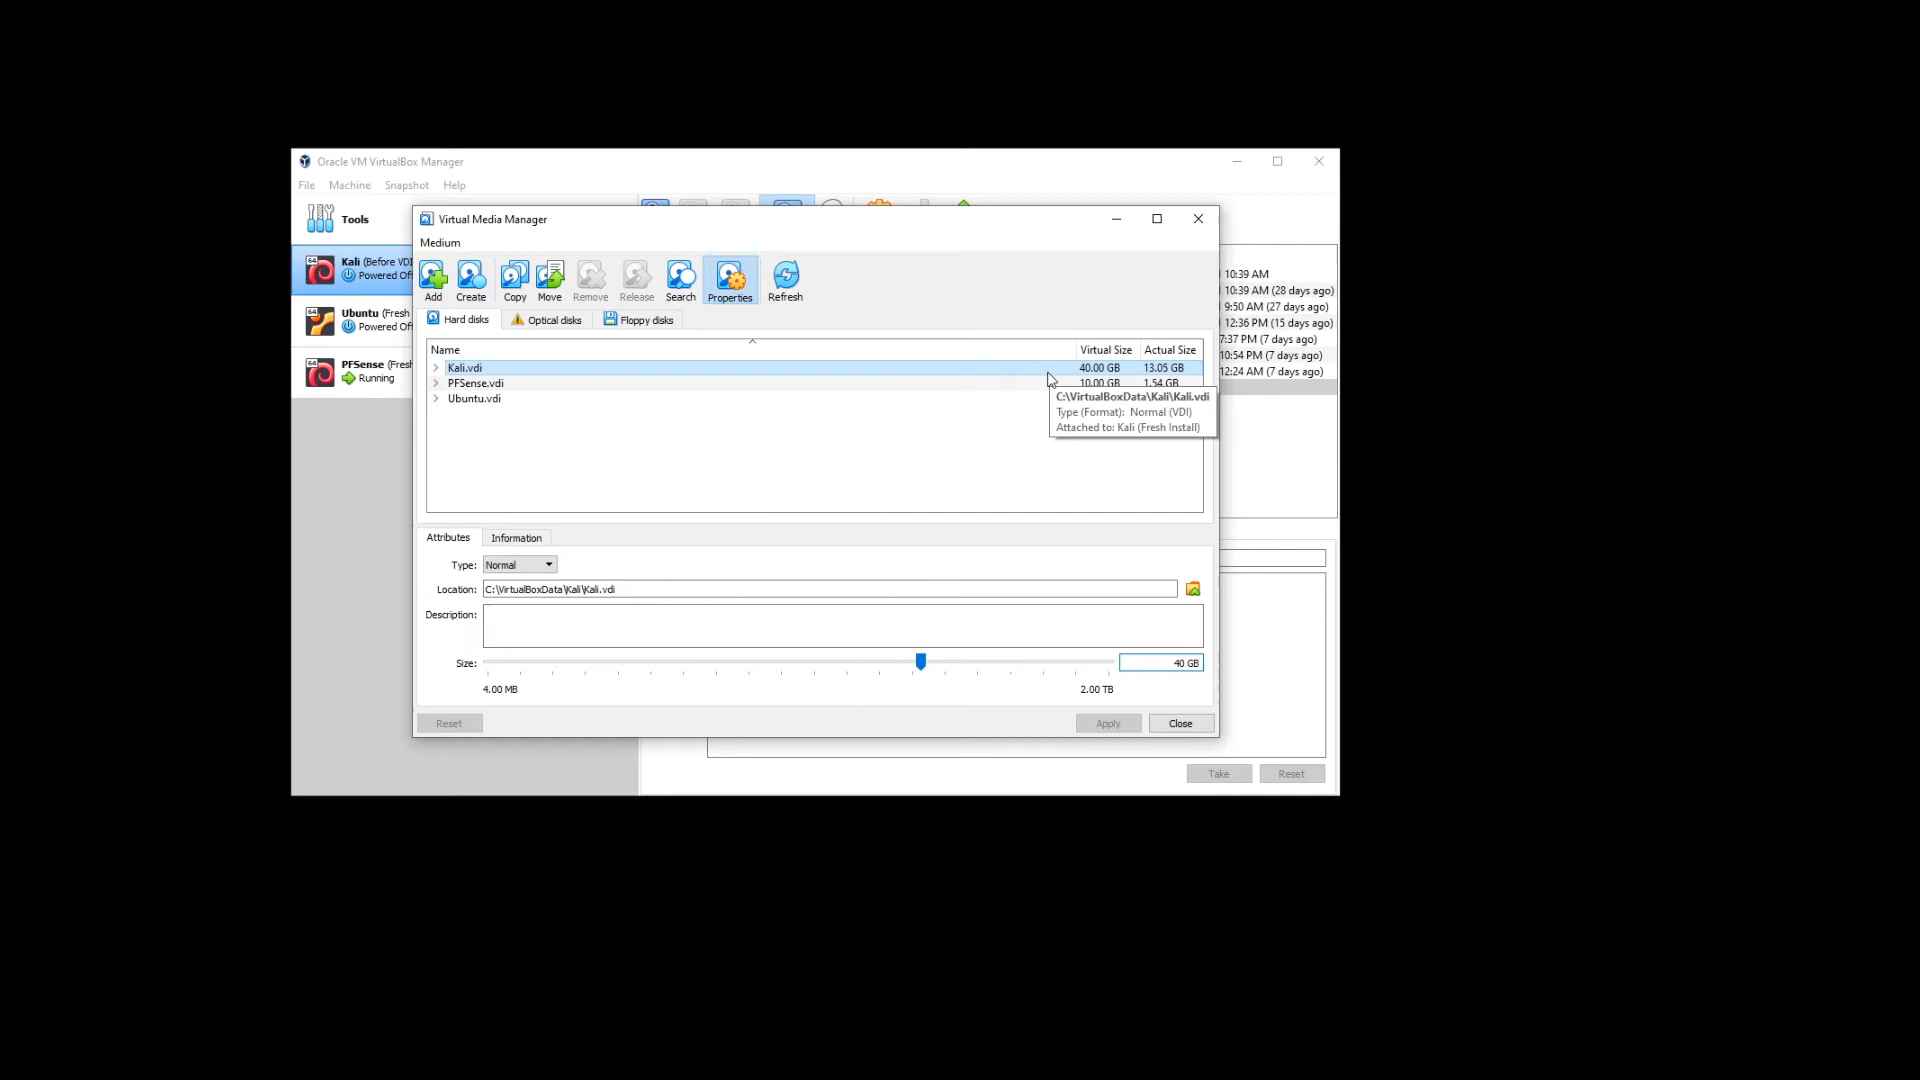 Oracle VM VirtualBox Manager
File Machine Snapshot Help
Tools
Virtual Media Manager
Medium
64 Kali (Before VDI
Powered Off
10:39 AM
10:39 AM (28 days ago)
9:50 AM (27 days ago)
12:36 PM (15 days ago)
7:37 PM (7 days ago)
10:54 PM (7 days ago)
12:24 AM (7 days ago)
Add Create Copy Move Remove Release Search Properties Refresh
64 Ubuntu (Fresh
Powered Off
Hard disks Optical disks Floppy disks
Name Virtual Size Actual Size
64 PFSense (Fresh
Running
Kali.vdi 40.00 GB 13.05 GB
PFSense.vdi 10.00 GB 1.54 GB
Ubuntu.vdi
C:\VirtualBoxData\Kali\Kali.vdi
Type (Format): Normal (VDI)
Attached to: Kali (Fresh Install)
Attributes Information
Type: Normal
Location: C:\VirtualBoxData\Kali\Kali.vdi
Description:
Size: 40 GB
4.00 MB 2.00 TB
Reset Apply Close
Take Reset